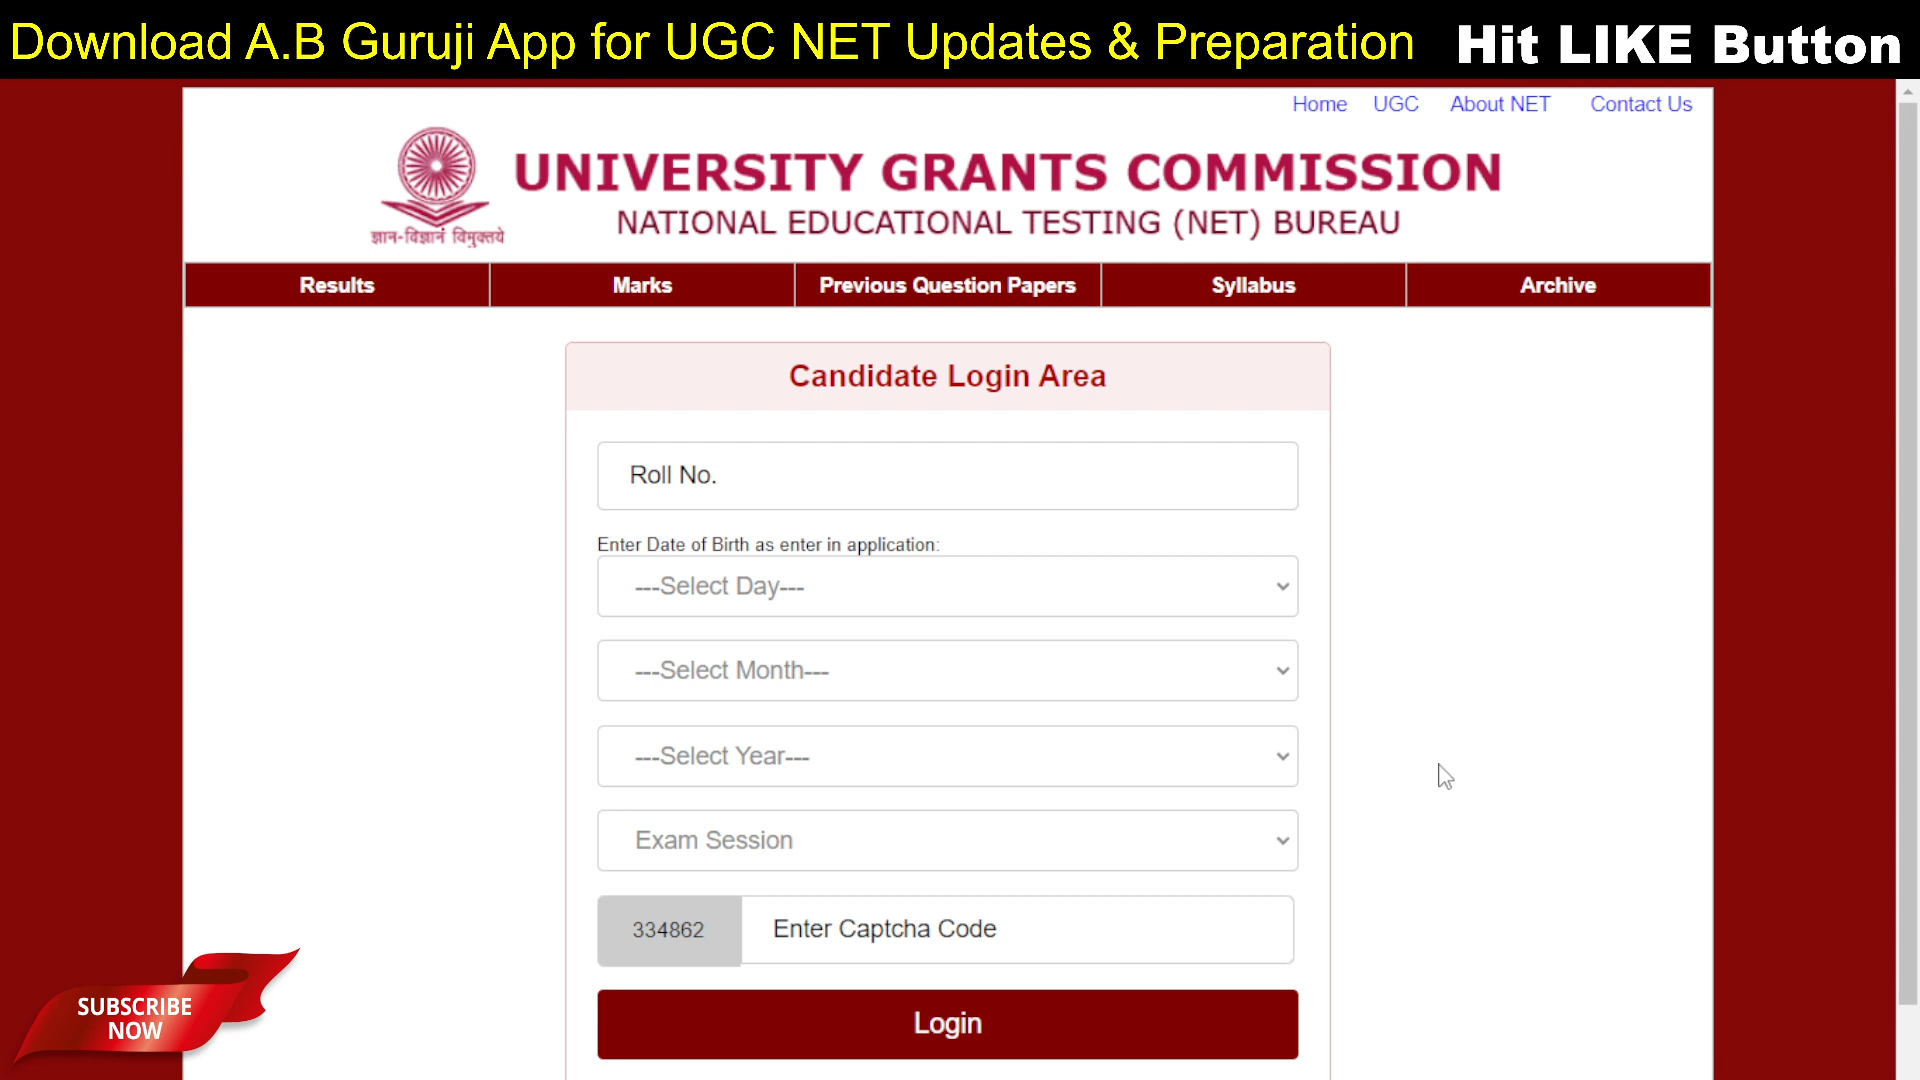 Download A.B Guruji App for UGC NET Updates & Preparation Hit LIKE Button
Home UGC About NET Contact Us
UNIVERSITY GRANTS COMMISSION
NATIONAL EDUCATIONAL TESTING (NET) BUREAU
ज्ञान-विज्ञानं विमुक्तये
Results Marks Previous Question Papers Syllabus Archive
Candidate Login Area
Roll No.
Enter Date of Birth as enter in application:
---Select Day---
---Select Month---
---Select Year---
Exam Session
334862 Enter Captcha Code
Login
SUBSCRIBE
NOW